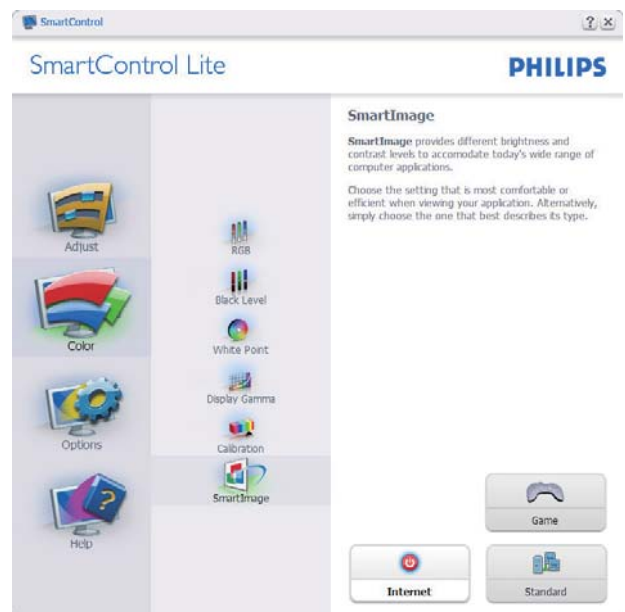 SmartControl
? ×
SmartControl Lite
PHILIPS
Adjust
Color
Options
?
Help
RGB
Black Level
White Point
Display Gamma
Calibration
SmartImage
SmartImage
SmartImage provides different brightness and
contrast levels to accomodate today's wide range of
computer applications.
Choose the setting that is most comfortable or
efficient when viewing your application. Alternatively,
simply choose the one that best describes its type.
Game
Internet
Standard